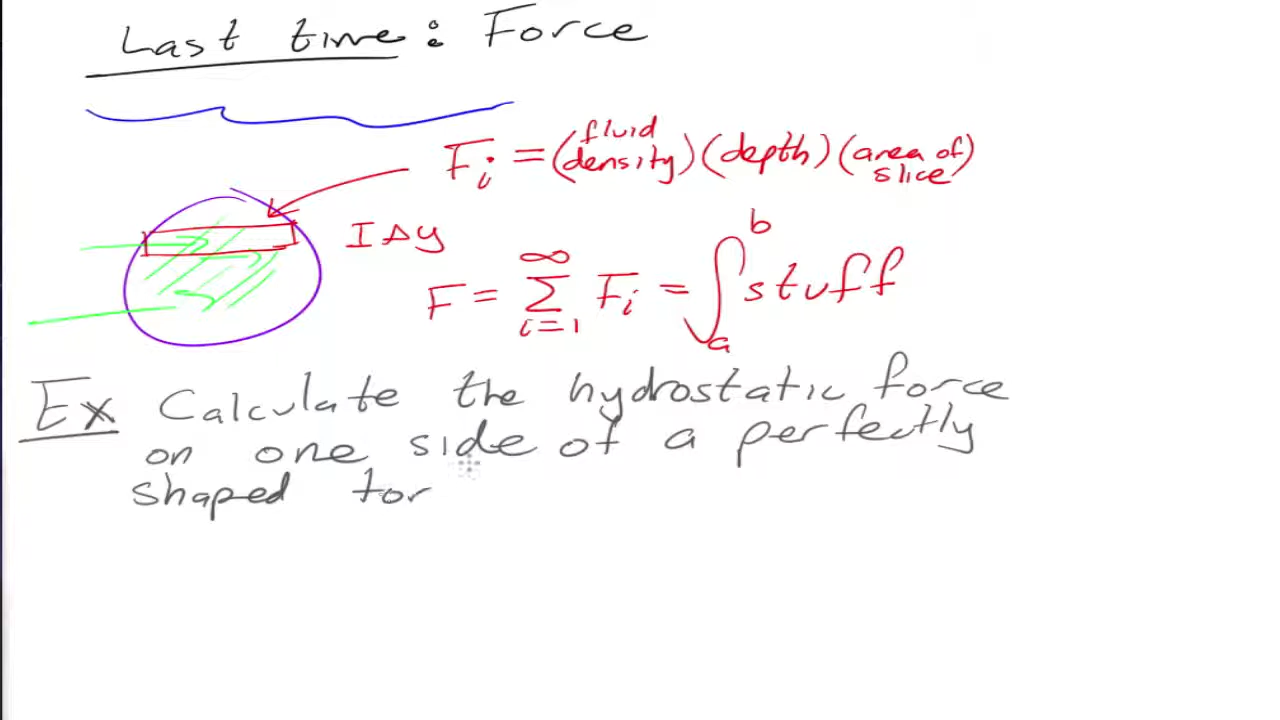 Last time: Force
F_i = (fluid density)(depth)(area of slice)
I Δy
F = ∑_{i=1}^{∞} F_i = ∫_a^b stuff
Ex Calculate the hydrostatic force
on one side of a perfectly
shaped tor